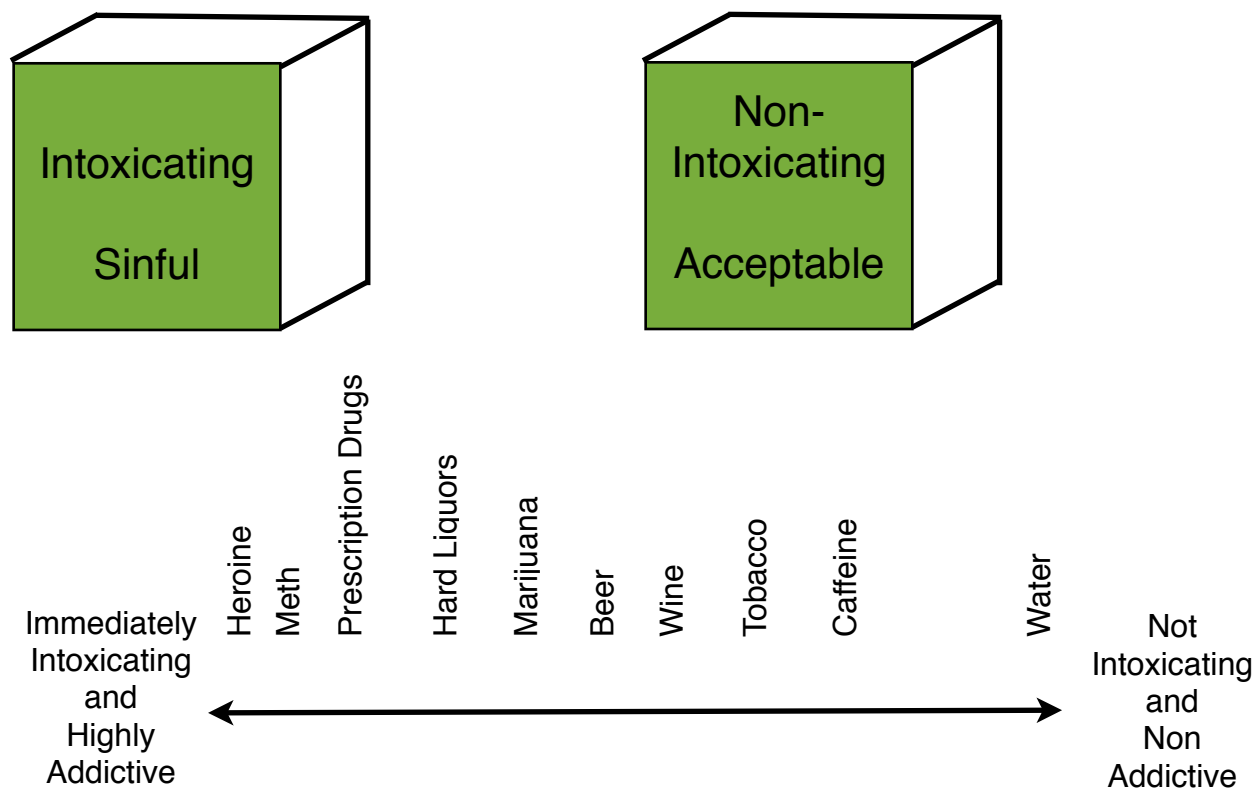 Intoxicating
Sinful
Non-
Intoxicating
Acceptable
Heroine
Meth
Prescription Drugs
Hard Liquors
Marijuana
Beer
Wine
Tobacco
Caffeine
Water
Immediately
Intoxicating
and
Highly
Addictive
Not
Intoxicating
and
Non
Addictive